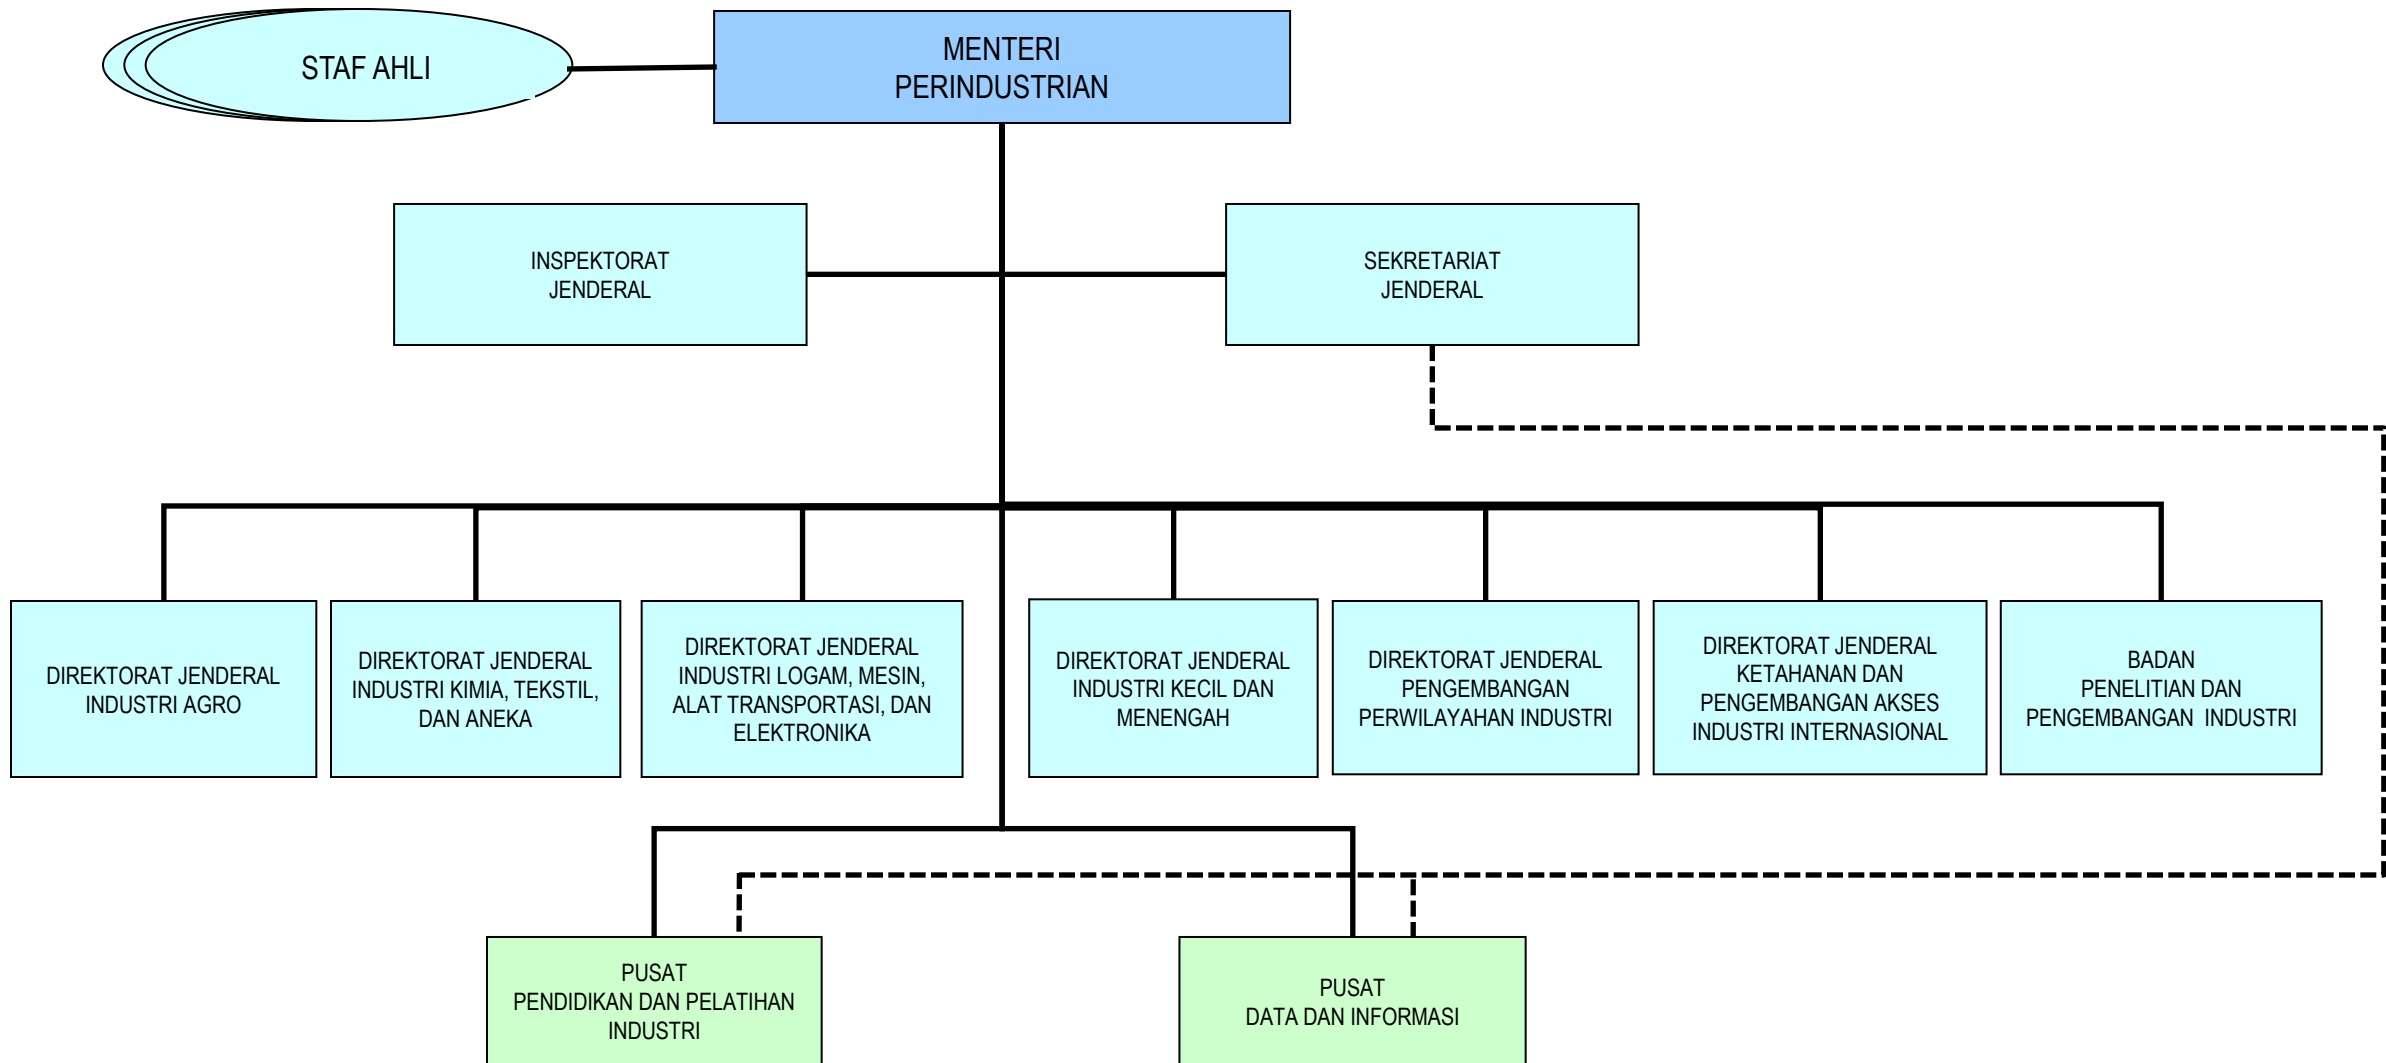 STAF AHLI
MENTERI
PERINDUSTRIAN
INSPEKTORAT
JENDERAL
SEKRETARIAT
JENDERAL
DIREKTORAT JENDERAL
INDUSTRI AGRO
DIREKTORAT JENDERAL
INDUSTRI KIMIA, TEKSTIL,
DAN ANEKA
DIREKTORAT JENDERAL
INDUSTRI LOGAM, MESIN,
ALAT TRANSPORTASI, DAN
ELEKTRONIKA
DIREKTORAT JENDERAL
INDUSTRI KECIL DAN
MENENGAH
DIREKTORAT JENDERAL
PENGEMBANGAN
PERWILAYAHAN INDUSTRI
DIREKTORAT JENDERAL
KETAHANAN DAN
PENGEMBANGAN AKSES
INDUSTRI INTERNASIONAL
BADAN
PENELITIAN DAN
PENGEMBANGAN INDUSTRI
PUSAT
PENDIDIKAN DAN PELATIHAN
INDUSTRI
PUSAT
DATA DAN INFORMASI